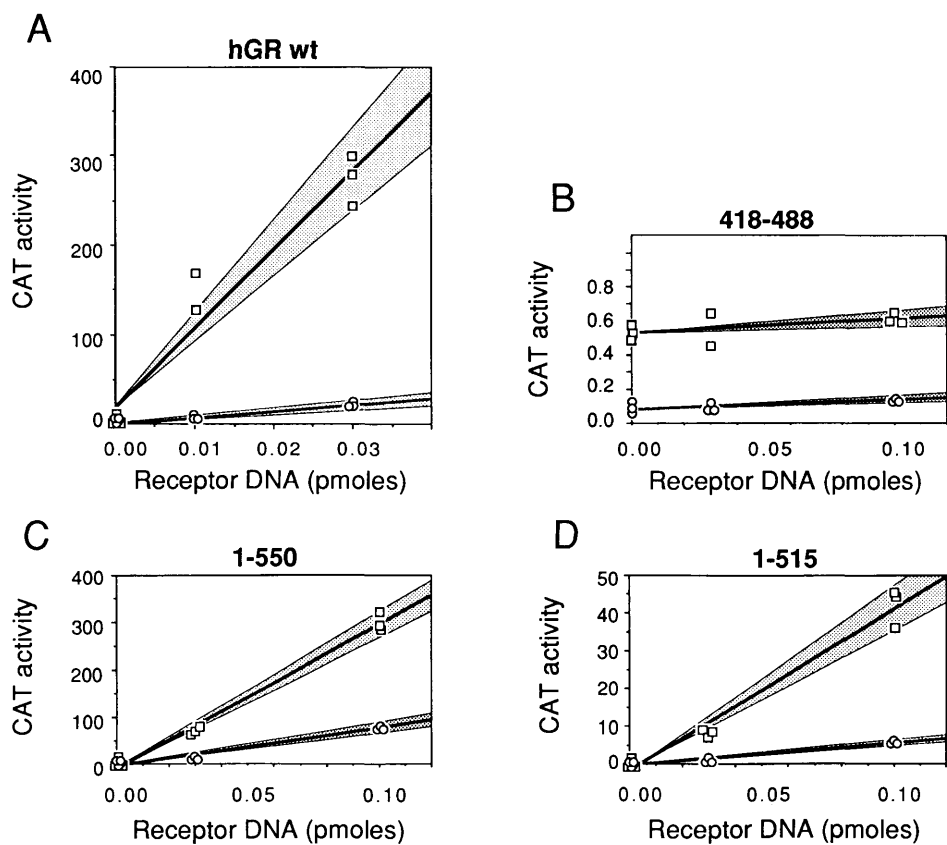 A
hGR wt
400
300
200
100
0
CAT activity
0.00 0.01 0.02 0.03
Receptor DNA (pmoles)
B
418-488
0.8
0.6
0.4
0.2
0.0
CAT activity
0.00 0.05 0.10
Receptor DNA (pmoles)
C
1-550
400
300
200
100
0
CAT activity
0.00 0.05 0.10
Receptor DNA (pmoles)
D
1-515
50
40
30
20
10
0
CAT activity
0.00 0.05 0.10
Receptor DNA (pmoles)